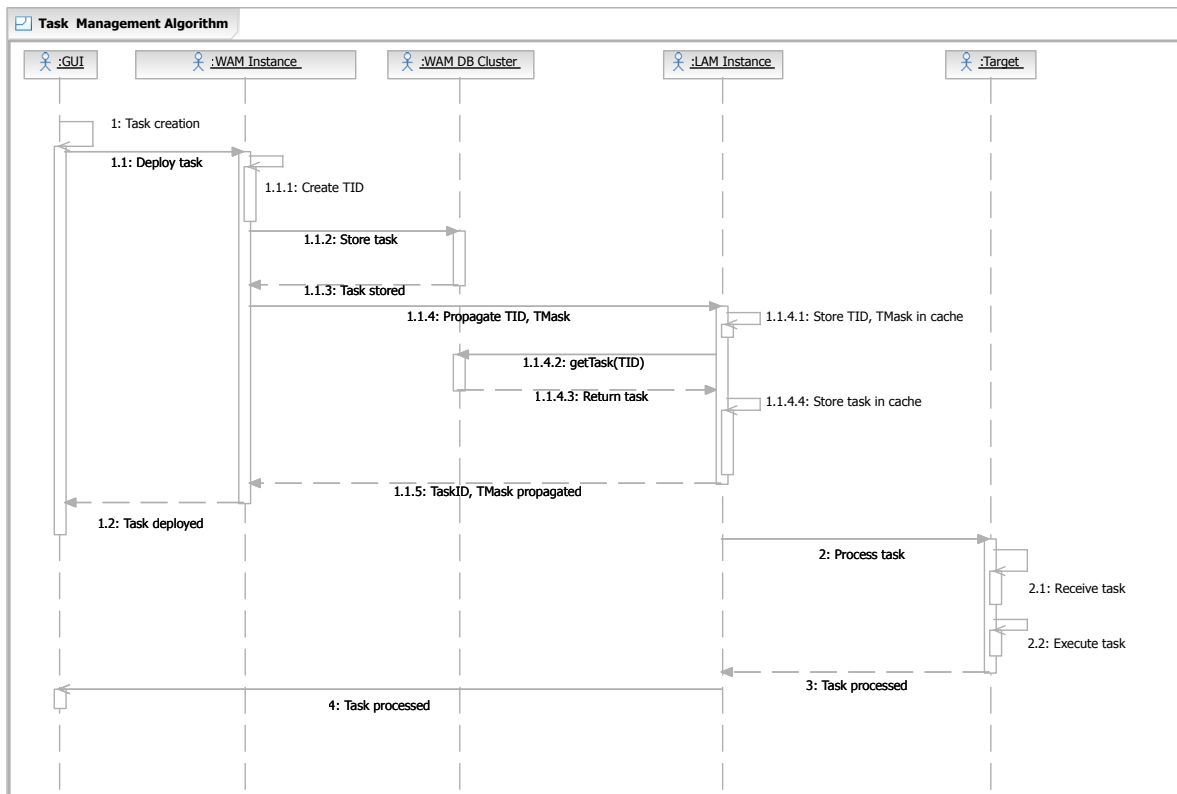 Task Management Algorithm
:GUI
:WAM Instance
:WAM DB Cluster
:LAM Instance
:Target
1: Task creation
1.1: Deploy task
1.1.1: Create TID
1.1.2: Store task
1.1.3: Task stored
1.1.4: Propagate TID, TMask
1.1.4.1: Store TID, TMask in cache
1.1.4.2: getTask(TID)
1.1.4.3: Return task
1.1.4.4: Store task in cache
1.1.5: TaskID, TMask propagated
1.2: Task deployed
2: Process task
2.1: Receive task
2.2: Execute task
3: Task processed
4: Task processed